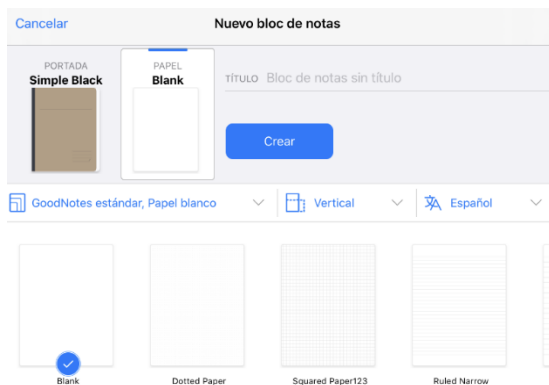 Cancelar
Nuevo bloc de notas
PORTADA
Simple Black
PAPEL
Blank
TÍTULO Bloc de notas sin título
Crear
GoodNotes estándar, Papel blanco
Vertical
Español
Blank
Dotted Paper
Squared Paper123
Ruled Narrow